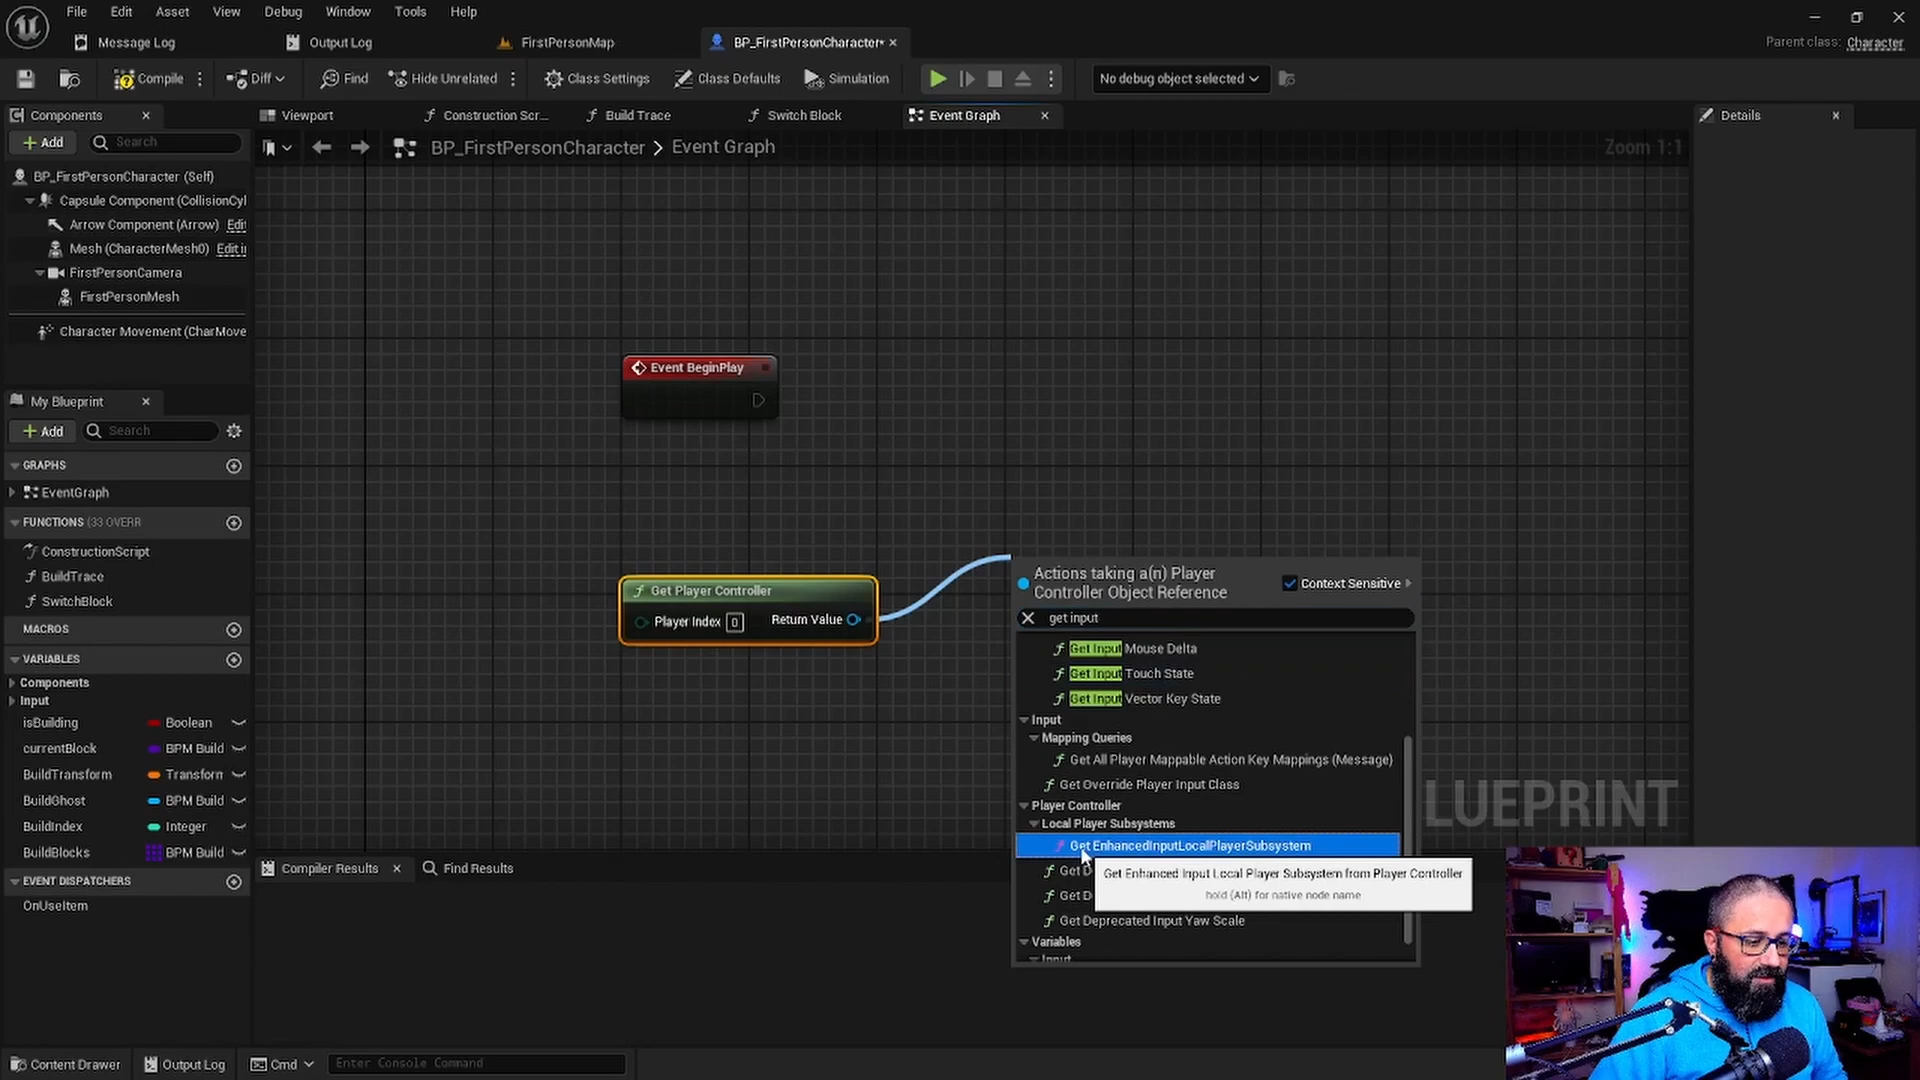 File Edit Asset View Debug Window Tools Help
Message Log
Output Log
FirstPersonMap
BP_FirstPersonCharacter*
Parent class: Character
Compile
Diff
Find
Hide Unrelated
Class Settings
Class Defaults
Simulation
No debug object selected
Components
Viewport
Construction Scr...
Build Trace
Switch Block
Event Graph
Details
Add
Search
BP_FirstPersonCharacter > Event Graph
Zoom 1:1
BP_FirstPersonCharacter (Self)
Capsule Component (CollisionCyl
Arrow Component (Arrow) Edit
Mesh (CharacterMesh0) Edit i
FirstPersonCamera
FirstPersonMesh
Character Movement (CharMove
Event BeginPlay
My Blueprint
Add
Search
GRAPHS
EventGraph
FUNCTIONS (33 OVERR
ConstructionScript
BuildTrace
SwitchBlock
MACROS
VARIABLES
Components
Input
isBuilding Boolean
currentBlock BPM Build
BuildTransform Transform
BuildGhost BPM Build
BuildIndex Integer
BuildBlocks BPM Build
EVENT DISPATCHERS
OnUseItem
Get Player Controller
Player Index 0
Return Value
Actions taking a(n) Player
Controller Object Reference
Context Sensitive
get input
Get Input Mouse Delta
Get Input Touch State
Get Input Vector Key State
Input
Mapping Queries
Get All Player Mappable Action Key Mappings (Message)
Get Override Player Input Class
Player Controller
Local Player Subsystems
Get EnhancedInputLocalPlayerSubsystem
Get D
Get Enhanced Input Local Player Subsystem from Player Controller
Get D
hold (Alt) for native node name
Get Deprecated Input Yaw Scale
Variables
Input
LUEPRINT
Compiler Results
Find Results
Content Drawer
Output Log
Cmd
Enter Console Command